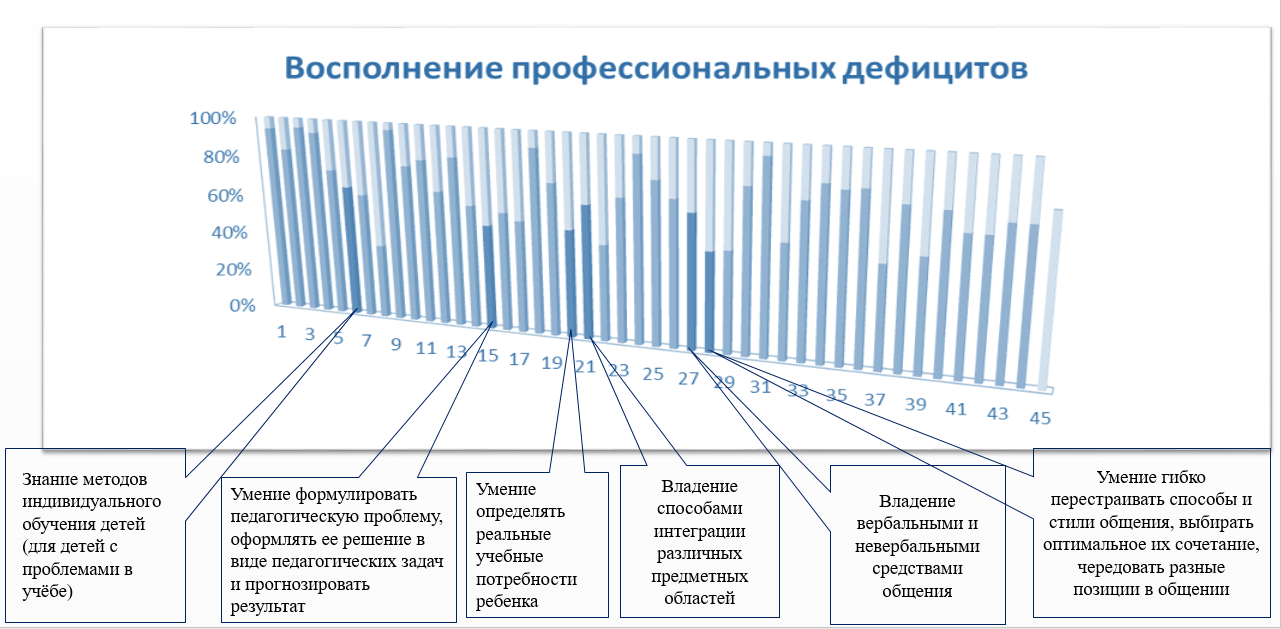 Восполнение профессиональных дефицитов
100%
80%
60%
40%
20%
0%
1 3 5 7 9 11 13 15 17 19 21 23 25 27 29 31 33 35 37 39 41 43 45
Знание методов
индивидуального
обучения детей
(для детей с
проблемами в
учёбе)
Умение формулировать
педагогическую проблему,
оформлять ее решение в
виде педагогических задач
и прогнозировать
результат
Умение
определять
реальные
учебные
потребности
ребенка
Владение
способами
интеграции
различных
предметных
областей
Владение
вербальными и
невербальными
средствами
общения
Умение гибко
перестраивать способы и
стили общения, выбирать
оптимальное их сочетание,
чередовать разные
позиции в общении